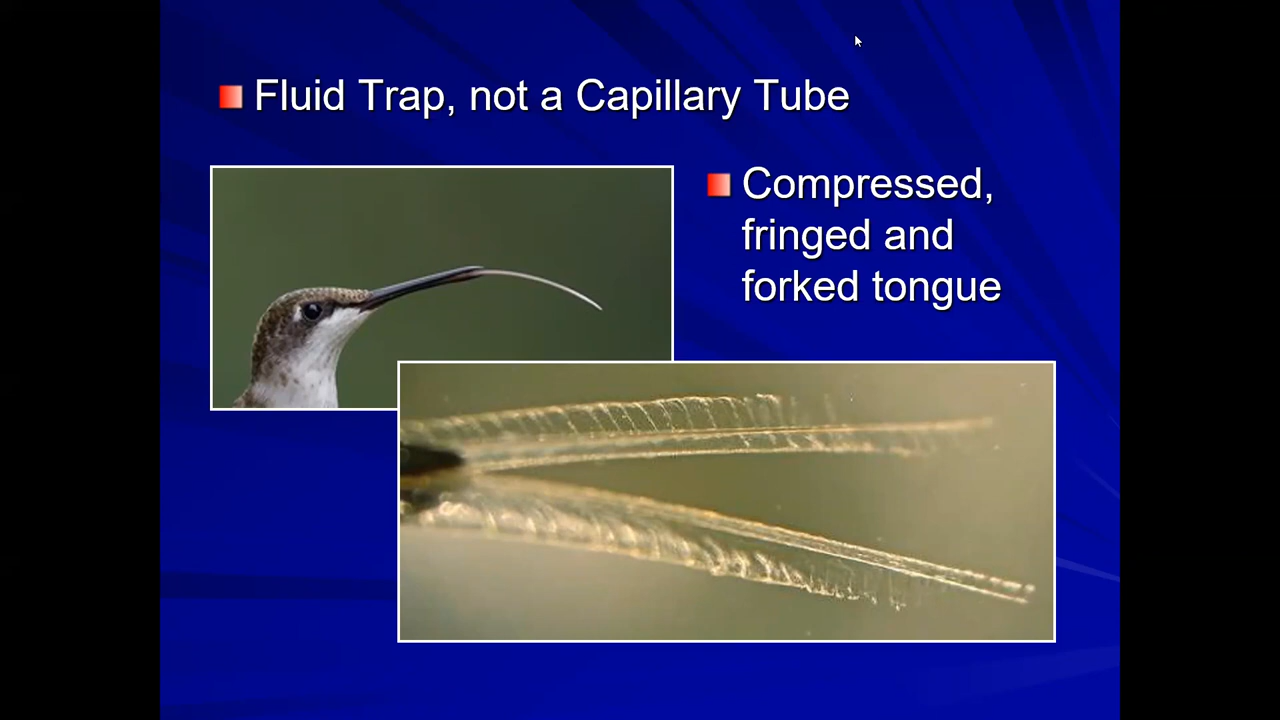 Fluid Trap, not a Capillary Tube
Compressed,
fringed and
forked tongue